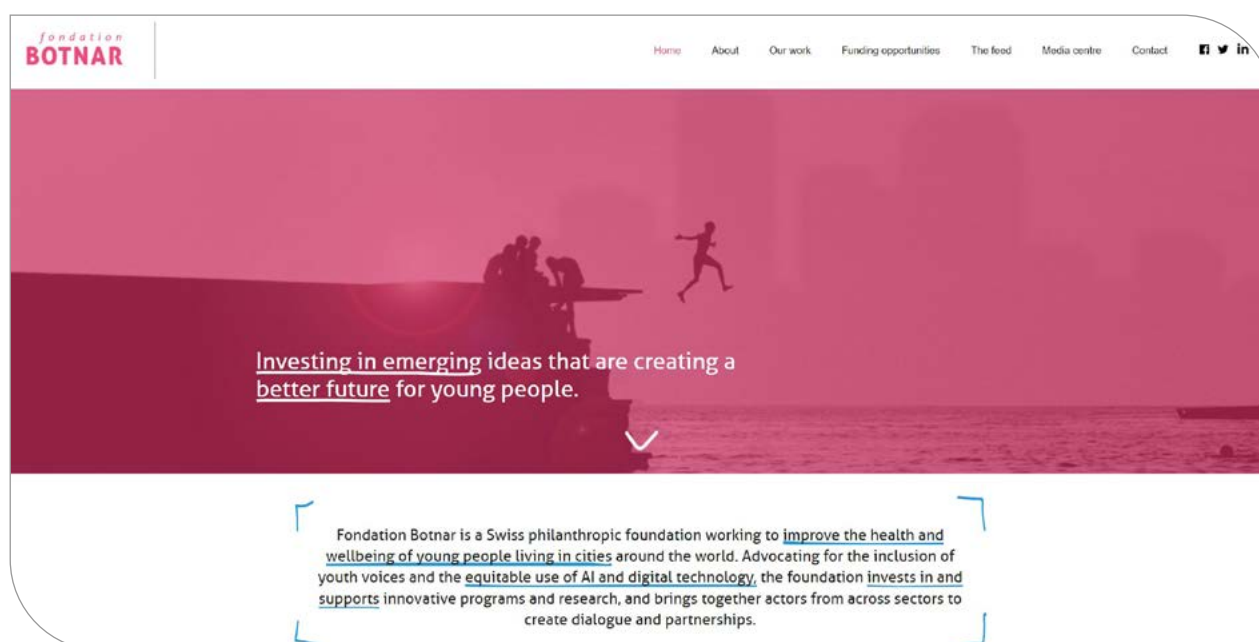 fondation
BOTNAR
Home About Our work Funding opportunities The feed Media centre Contact
Investing in emerging ideas that are creating a
better future for young people.
Fondation Botnar is a Swiss philanthropic foundation working to improve the health and
wellbeing of young people living in cities around the world. Advocating for the inclusion of
youth voices and the equitable use of AI and digital technology, the foundation invests in and
supports innovative programs and research, and brings together actors from across sectors to
create dialogue and partnerships.